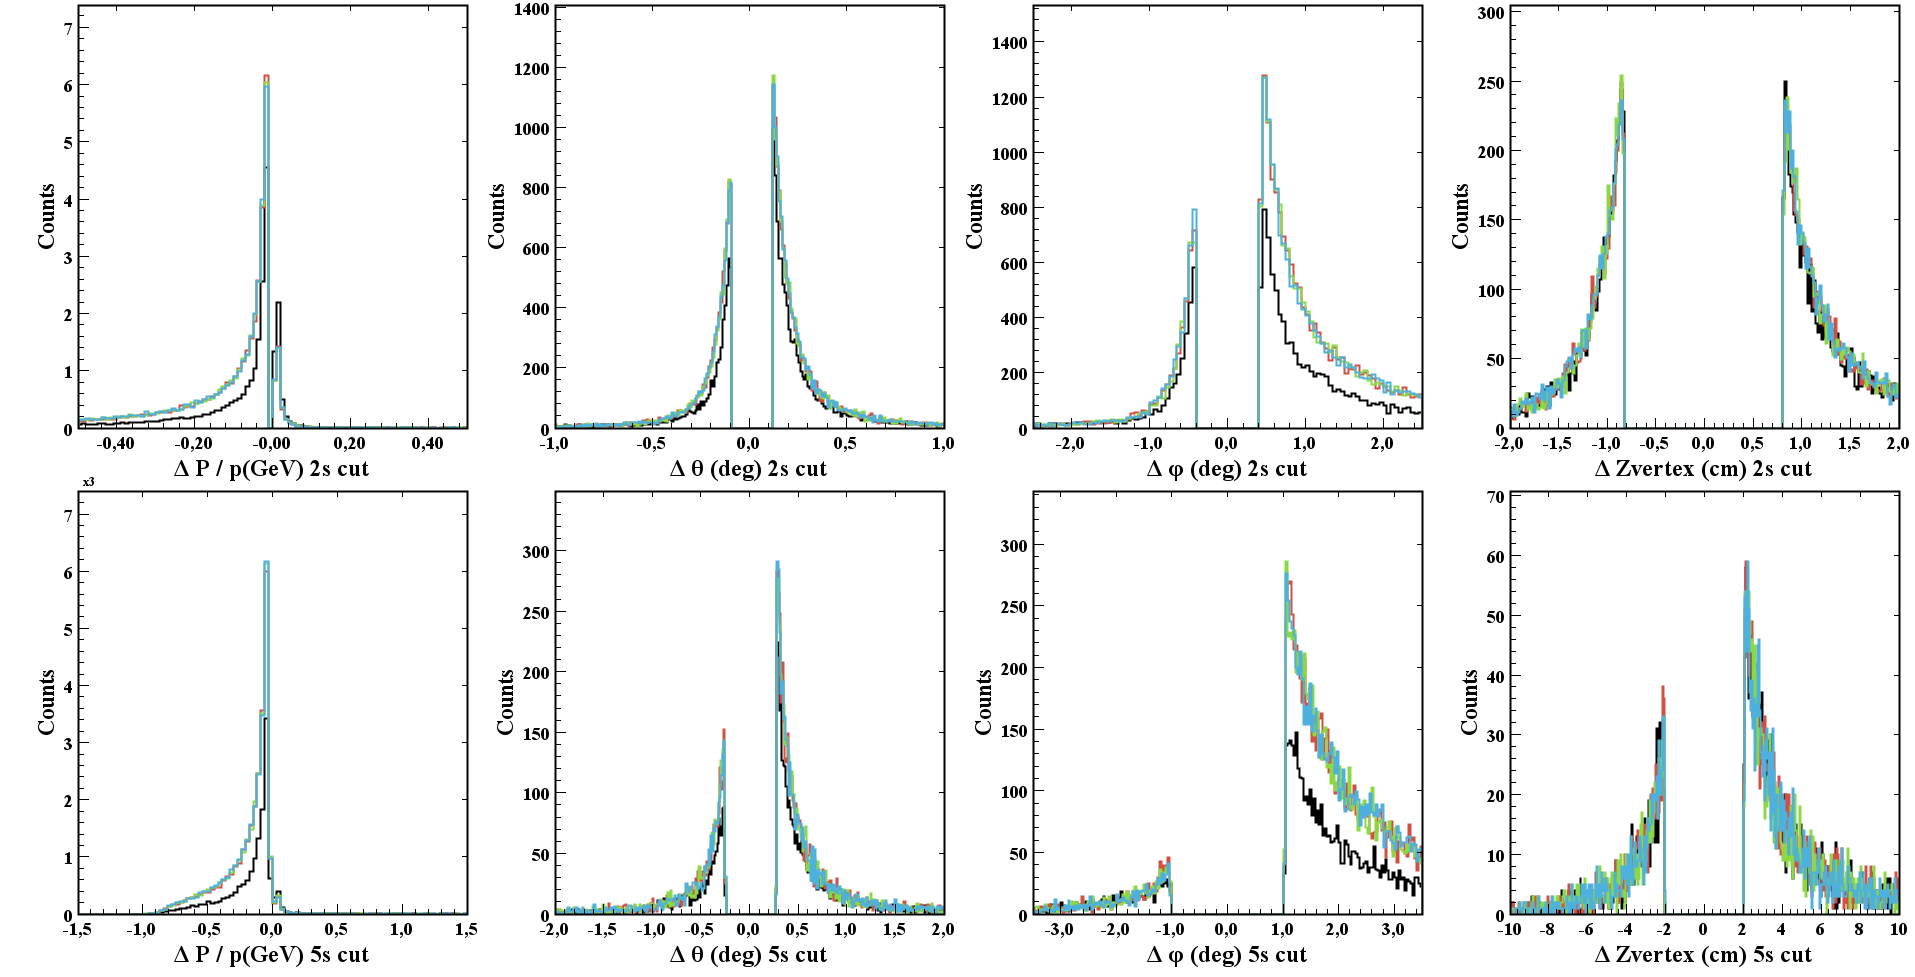 7 6 5 4 3 2 1 0
Counts
-0,40 -0,20 -0,00 0,20 0,40
Δ P / p(GeV) 2s cut
1400 1200 1000 800 600 400 200 0
Counts
-1,0 -0,5 0,0 0,5 1,0
Δ θ (deg) 2s cut
1400 1200 1000 800 600 400 200 0
Counts
-2,0 -1,0 0,0 1,0 2,0
Δ φ (deg) 2s cut
300 250 200 150 100 50 0
Counts
-2,0 -1,5 -1,0 -0,5 0,0 0,5 1,0 1,5 2,0
Δ Zvertex (cm) 2s cut
x3
7 6 5 4 3 2 1 0
Counts
-1,5 -1,0 -0,5 0,0 0,5 1,0 1,5
Δ P / p(GeV) 5s cut
300 250 200 150 100 50 0
Counts
-2,0 -1,5 -1,0 -0,5 0,0 0,5 1,0 1,5 2,0
Δ θ (deg) 5s cut
300 250 200 150 100 50 0
Counts
-3,0 -2,0 -1,0 0,0 1,0 2,0 3,0
Δ φ (deg) 5s cut
70 60 50 40 30 20 10 0
Counts
-10 -8 -6 -4 -2 0 2 4 6 8 10
Δ Zvertex (cm) 5s cut